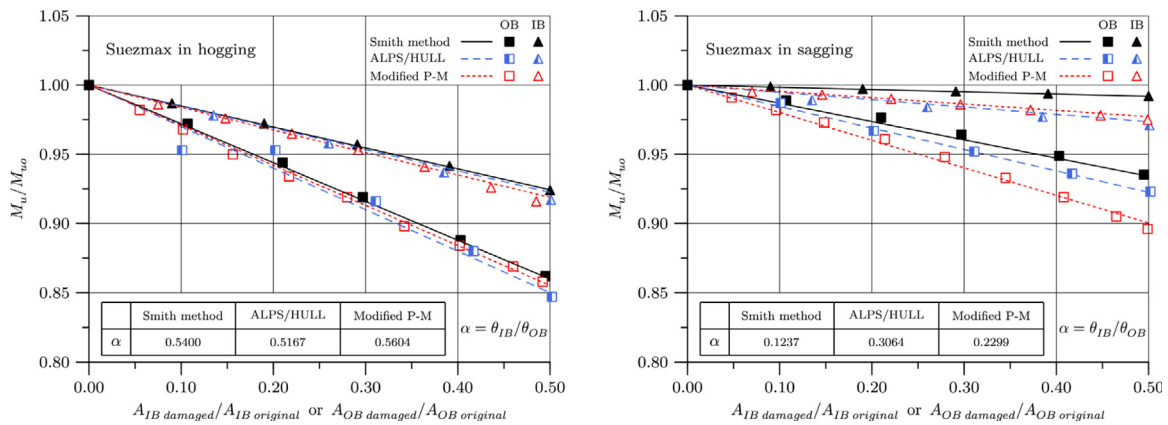 1.05
1.00
0.95
0.90
0.85
0.80
M_u/M_uo
Suezmax in hogging
OB IB
Smith method
ALPS/HULL
Modified P-M
Smith method ALPS/HULL Modified P-M
α 0.5400 0.5167 0.5604
α = θ_IB/θ_OB
0.00 0.10 0.20 0.30 0.40 0.50
A_IB damaged/A_IB original or A_OB damaged/A_OB original
1.05
1.00
0.95
0.90
0.85
0.80
M_u/M_uo
Suezmax in sagging
OB IB
Smith method
ALPS/HULL
Modified P-M
Smith method ALPS/HULL Modified P-M
α 0.1237 0.3064 0.2299
α = θ_IB/θ_OB
0.00 0.10 0.20 0.30 0.40 0.50
A_IB damaged/A_IB original or A_OB damaged/A_OB original